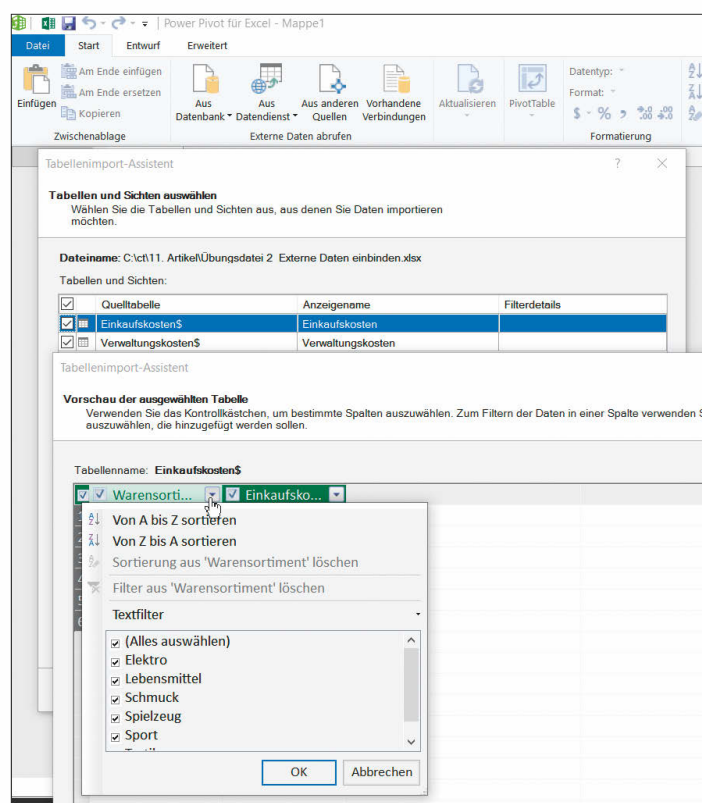 Power Pivot für Excel - Mappe1
Datei Start Entwurf Erweitert
Einfügen
Am Ende einfügen
Am Ende ersetzen
Kopieren
Aus Datenbank
Aus Datendienst
Aus anderen Quellen
Vorhandene Verbindungen
Aktualisieren
PivotTable
Datentyp:
Format:
$ % 
Zwischenablage
Externe Daten abrufen
Formatierung
Tabellenimport-Assistent ? ×
Tabellen und Sichten auswählen
Wählen Sie die Tabellen und Sichten aus, aus denen Sie Daten importieren
möchten.
Dateiname: C:\ct\11. Artikel\Übungsdatei 2 Externe Daten einbinden.xlsx
Tabellen und Sichten:
Quelltabelle Anzeigename Filterdetails
Einkaufskosten$ Einkaufskosten
Verwaltungskosten$ Verwaltungskosten
Tabellenimport-Assistent
Vorschau der ausgewählten Tabelle
Verwenden Sie das Kontrollkästchen, um bestimmte Spalten auszuwählen. Zum Filtern der Daten in einer Spalte verwenden S
auszuwählen, die hinzugefügt werden sollen.
Tabellenname: Einkaufskosten$
Warensorti... Einkaufsko...
Von A bis Z sortieren
Von Z bis A sortieren
Sortierung aus 'Warensortiment' löschen
Filter aus 'Warensortiment' löschen
Textfilter
(Alles auswählen)
Elektro
Lebensmittel
Schmuck
Spielzeug
Sport
OK Abbrechen